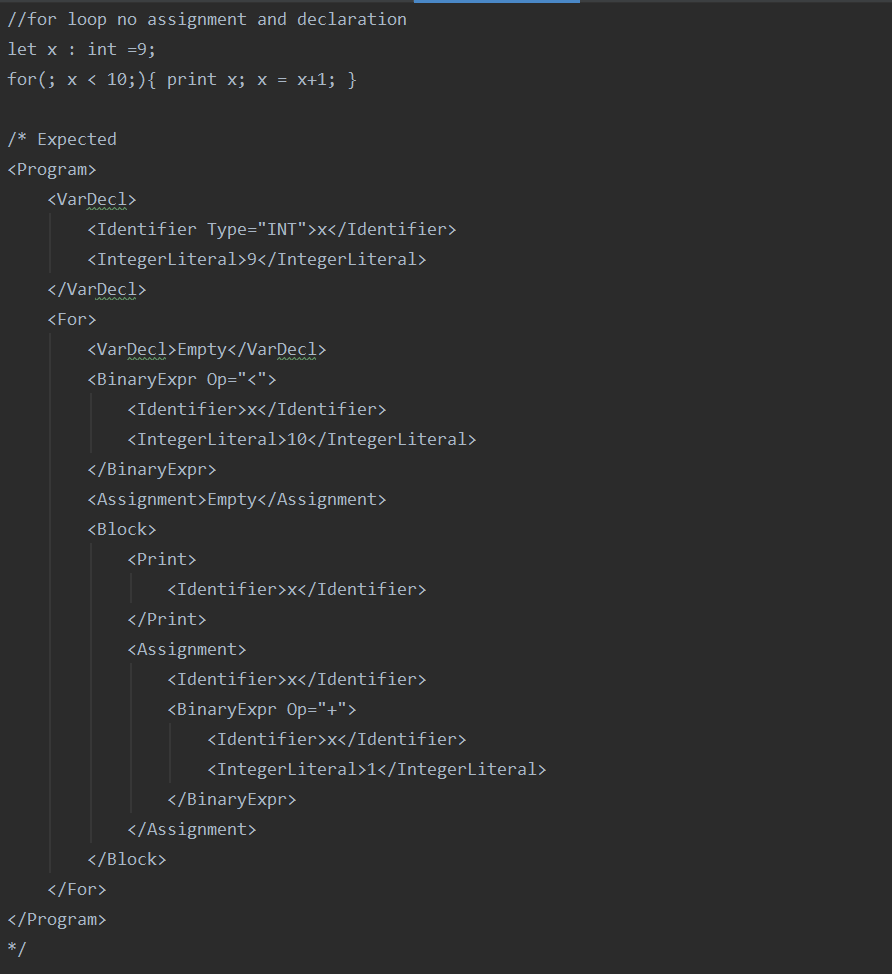 //for loop no assignment and declaration
let x : int =9;
for(; x < 10;){ print x; x = x+1; }

/* Expected
<Program>
    <VarDecl>
        <Identifier Type="INT">x</Identifier>
        <IntegerLiteral>9</IntegerLiteral>
    </VarDecl>
    <For>
        <VarDecl>Empty</VarDecl>
        <BinaryExpr Op="<">
            <Identifier>x</Identifier>
            <IntegerLiteral>10</IntegerLiteral>
        </BinaryExpr>
        <Assignment>Empty</Assignment>
        <Block>
            <Print>
                <Identifier>x</Identifier>
            </Print>
            <Assignment>
                <Identifier>x</Identifier>
                <BinaryExpr Op="+">
                    <Identifier>x</Identifier>
                    <IntegerLiteral>1</IntegerLiteral>
                </BinaryExpr>
            </Assignment>
        </Block>
    </For>
</Program>
*/